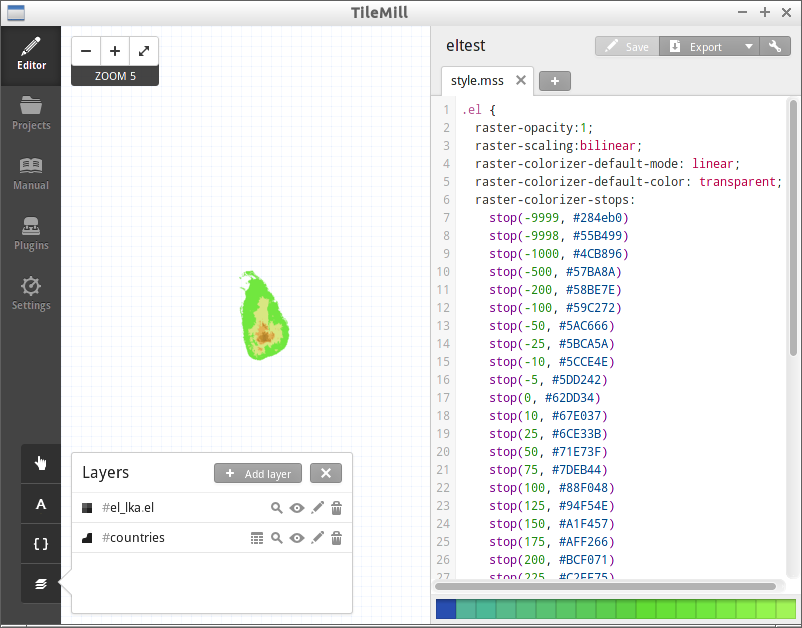 TileMill
Editor
Projects
Manual
Plugins
Settings
A
{ }
ZOOM 5
Layers
+ Add layer
#el_lka.el
#countries
eltest
Save
Export
style.mss
1 .el {
2 raster-opacity:1;
3 raster-scaling:bilinear;
4 raster-colorizer-default-mode: linear;
5 raster-colorizer-default-color: transparent;
6 raster-colorizer-stops:
7 stop(-9999, #284eb0)
8 stop(-9998, #55B499)
9 stop(-1000, #4CB896)
10 stop(-500, #57BA8A)
11 stop(-200, #58BE7E)
12 stop(-100, #59C272)
13 stop(-50, #5AC666)
14 stop(-25, #5BCA5A)
15 stop(-10, #5CCE4E)
16 stop(-5, #5DD242)
17 stop(0, #62DD34)
18 stop(10, #67E037)
19 stop(25, #6CE33B)
20 stop(50, #71E73F)
21 stop(75, #7DEB44)
22 stop(100, #88F048)
23 stop(125, #94F54E)
24 stop(150, #A1F457)
25 stop(175, #AFF266)
26 stop(200, #BCF071)
27 stop(225, #C2EE75)